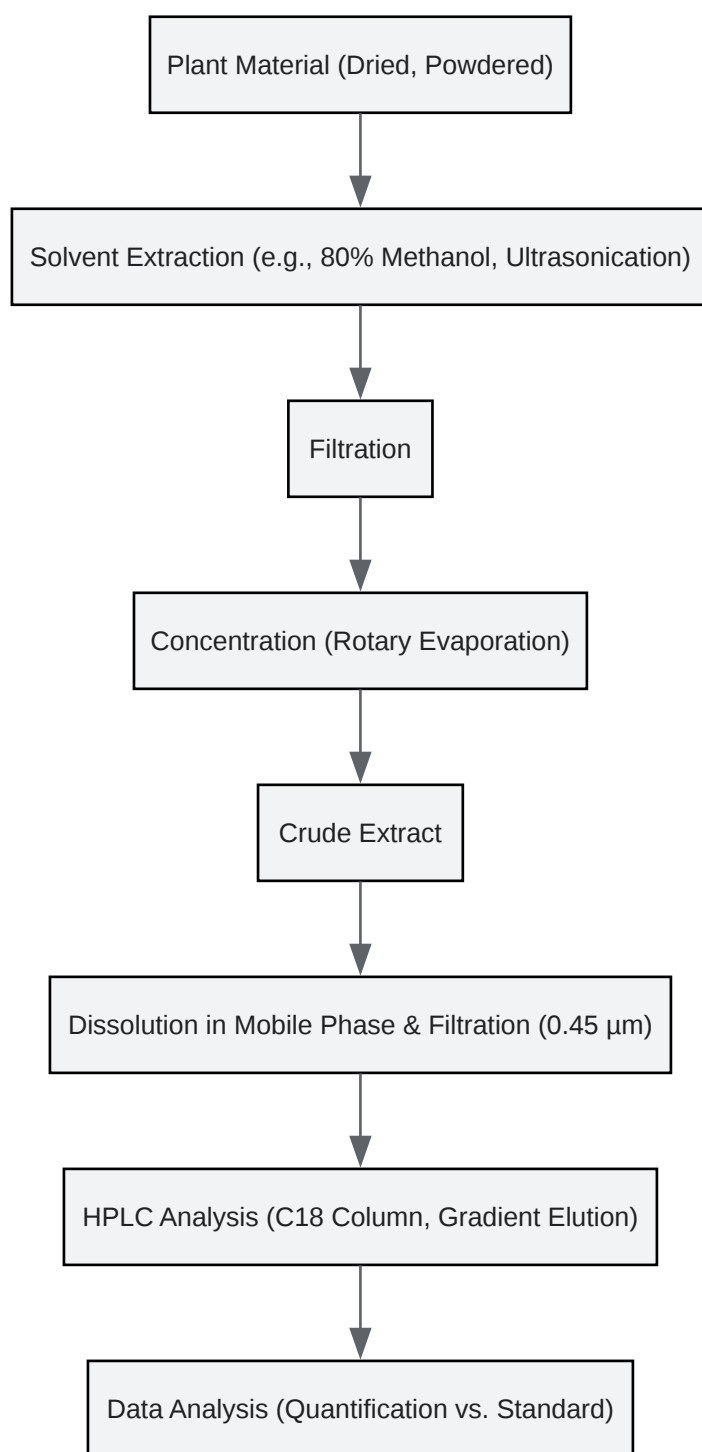 Plant Material (Dried, Powdered)
Solvent Extraction (e.g., 80% Methanol, Ultrasonication)
Filtration
Concentration (Rotary Evaporation)
Crude Extract
Dissolution in Mobile Phase & Filtration (0.45 µm)
HPLC Analysis (C18 Column, Gradient Elution)
Data Analysis (Quantification vs. Standard)